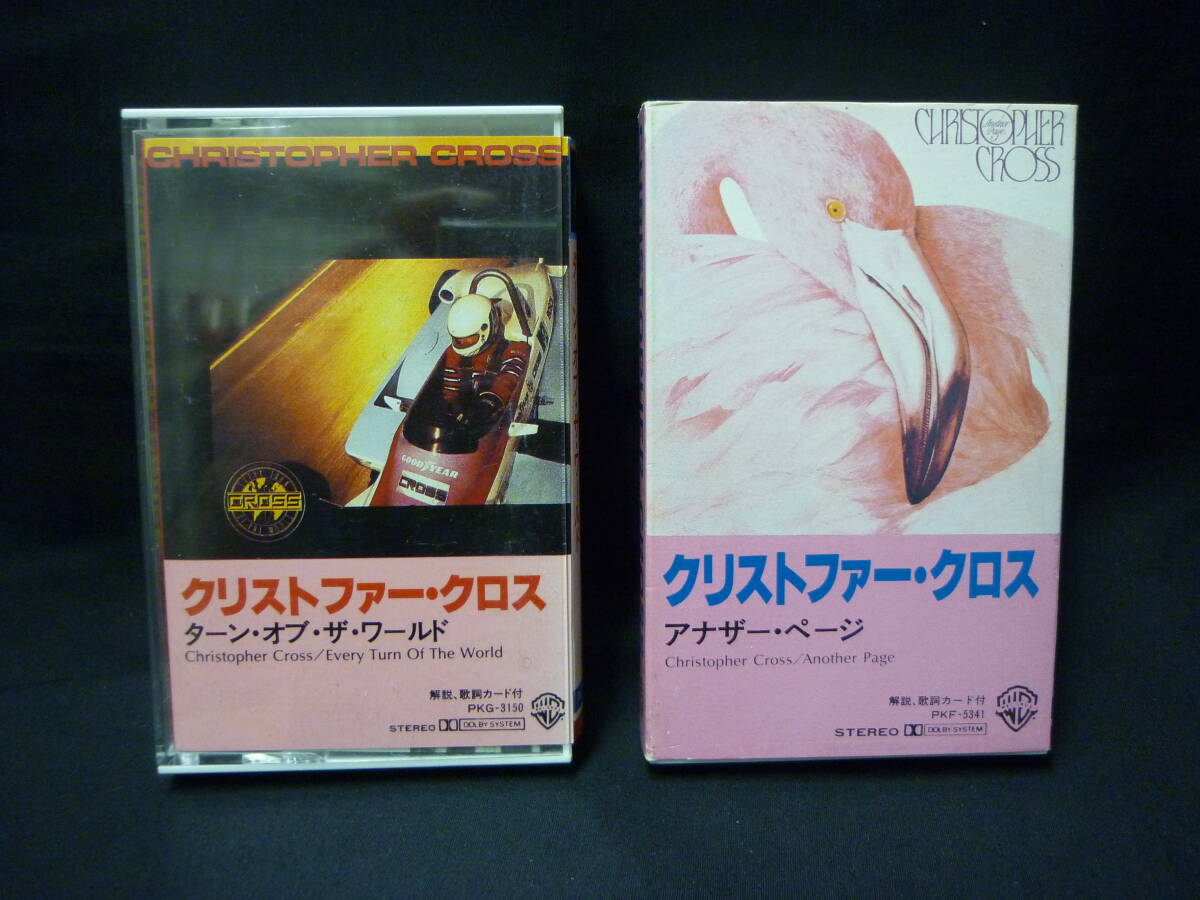 CHRISTOPHER CROSS
GOODYEAR
CROSS
CROSS
クリストファー・クロス
ターン・オブ・ザ・ワールド
Christopher Cross/Every Turn Of The World
解説、歌詞カード付
PKG-3150
STEREO DOLBY SYSTEM
CHRISTOPHER
Another Page
CROSS
クリストファー・クロス
アナザー・ページ
Christopher Cross/Another Page
解説、歌詞カード付
PKF-5341
STEREO DOLBY SYSTEM